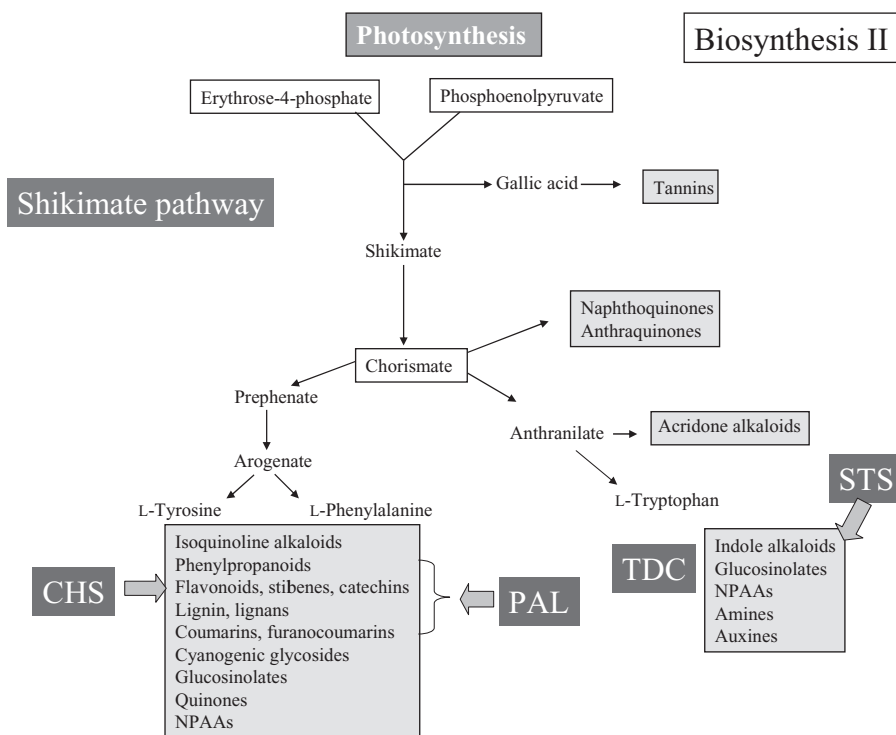 Photosynthesis
Biosynthesis II
Erythrose-4-phosphate
Phosphoenolpyruvate
Gallic acid
Tannins
Shikimate pathway
Shikimate
Naphthoquinones
Anthraquinones
Chorismate
Prephenate
Anthranilate
Acridone alkaloids
Arogenate
STS
L-Tyrosine
L-Phenylalanine
L-Tryptophan
Isoquinoline alkaloids
Phenylpropanoids
Flavonoids, stibenes, catechins
Lignin, lignans
Coumarins, furanocoumarins
Cyanogenic glycosides
Glucosinolates
Quinones
NPAAs
CHS
PAL
TDC
Indole alkaloids
Glucosinolates
NPAAs
Amines
Auxines